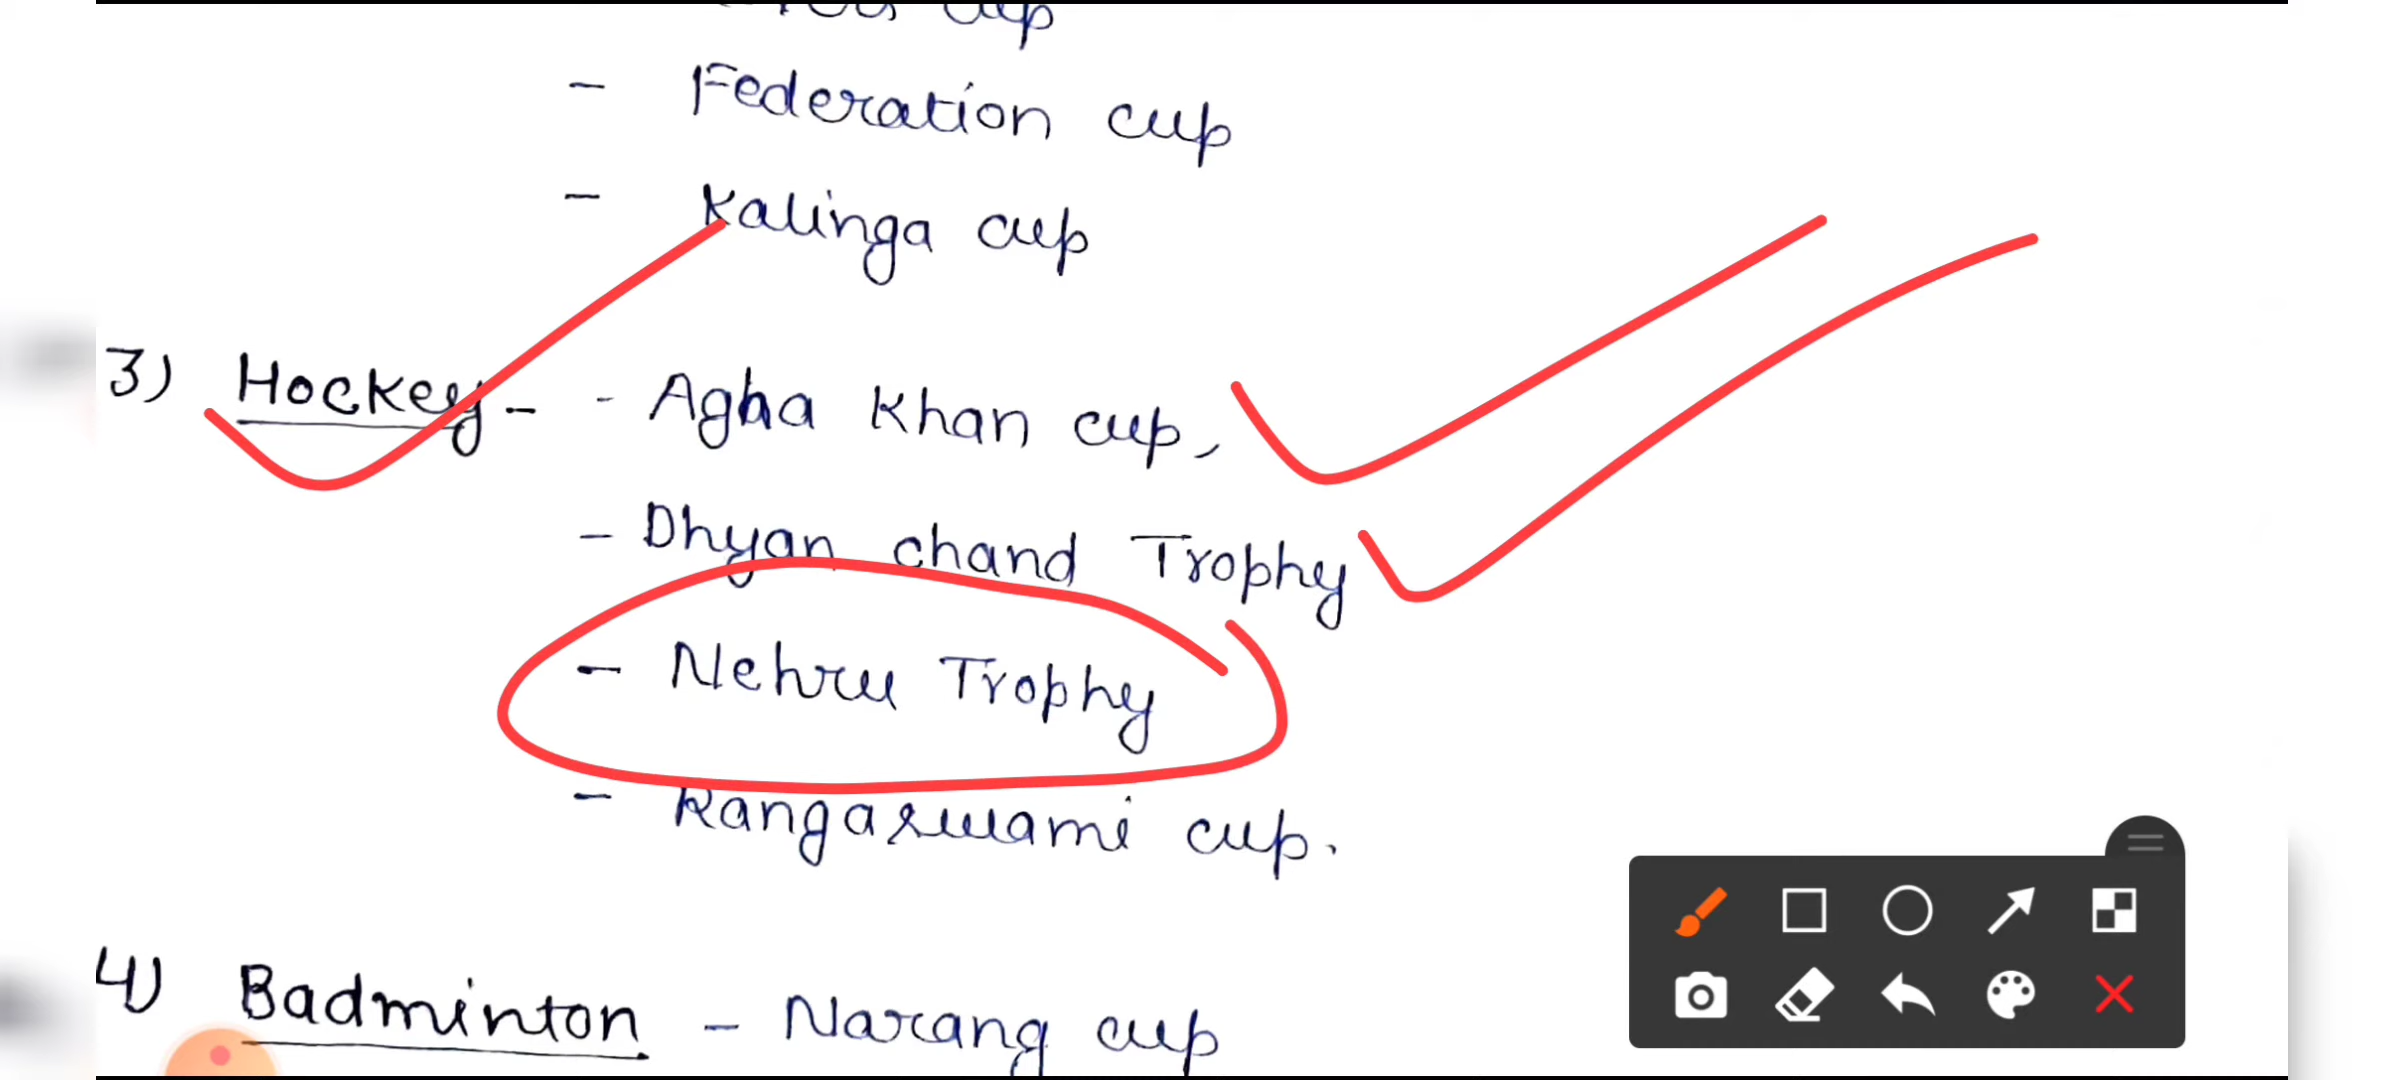 cup
- Federation cup
- Kalinga cup
3) Hockey - - Agha Khan cup,
- Dhyan chand Trophy
- Nehru Trophy
- Rangaswami cup.
4) Badminton - Narang cup